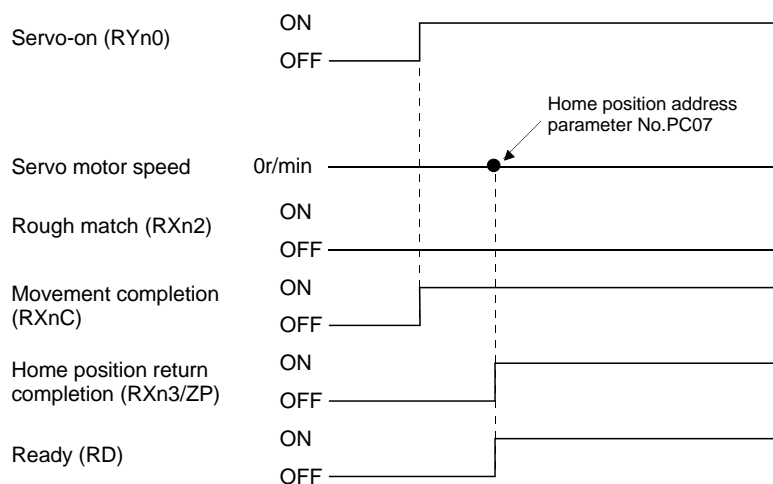 Servo-on (RYn0)
ON
OFF
Home position address
parameter No.PC07
Servo motor speed
0r/min
Rough match (RXn2)
ON
OFF
Movement completion
(RXnC)
ON
OFF
Home position return
completion (RXn3/ZP)
ON
OFF
Ready (RD)
ON
OFF